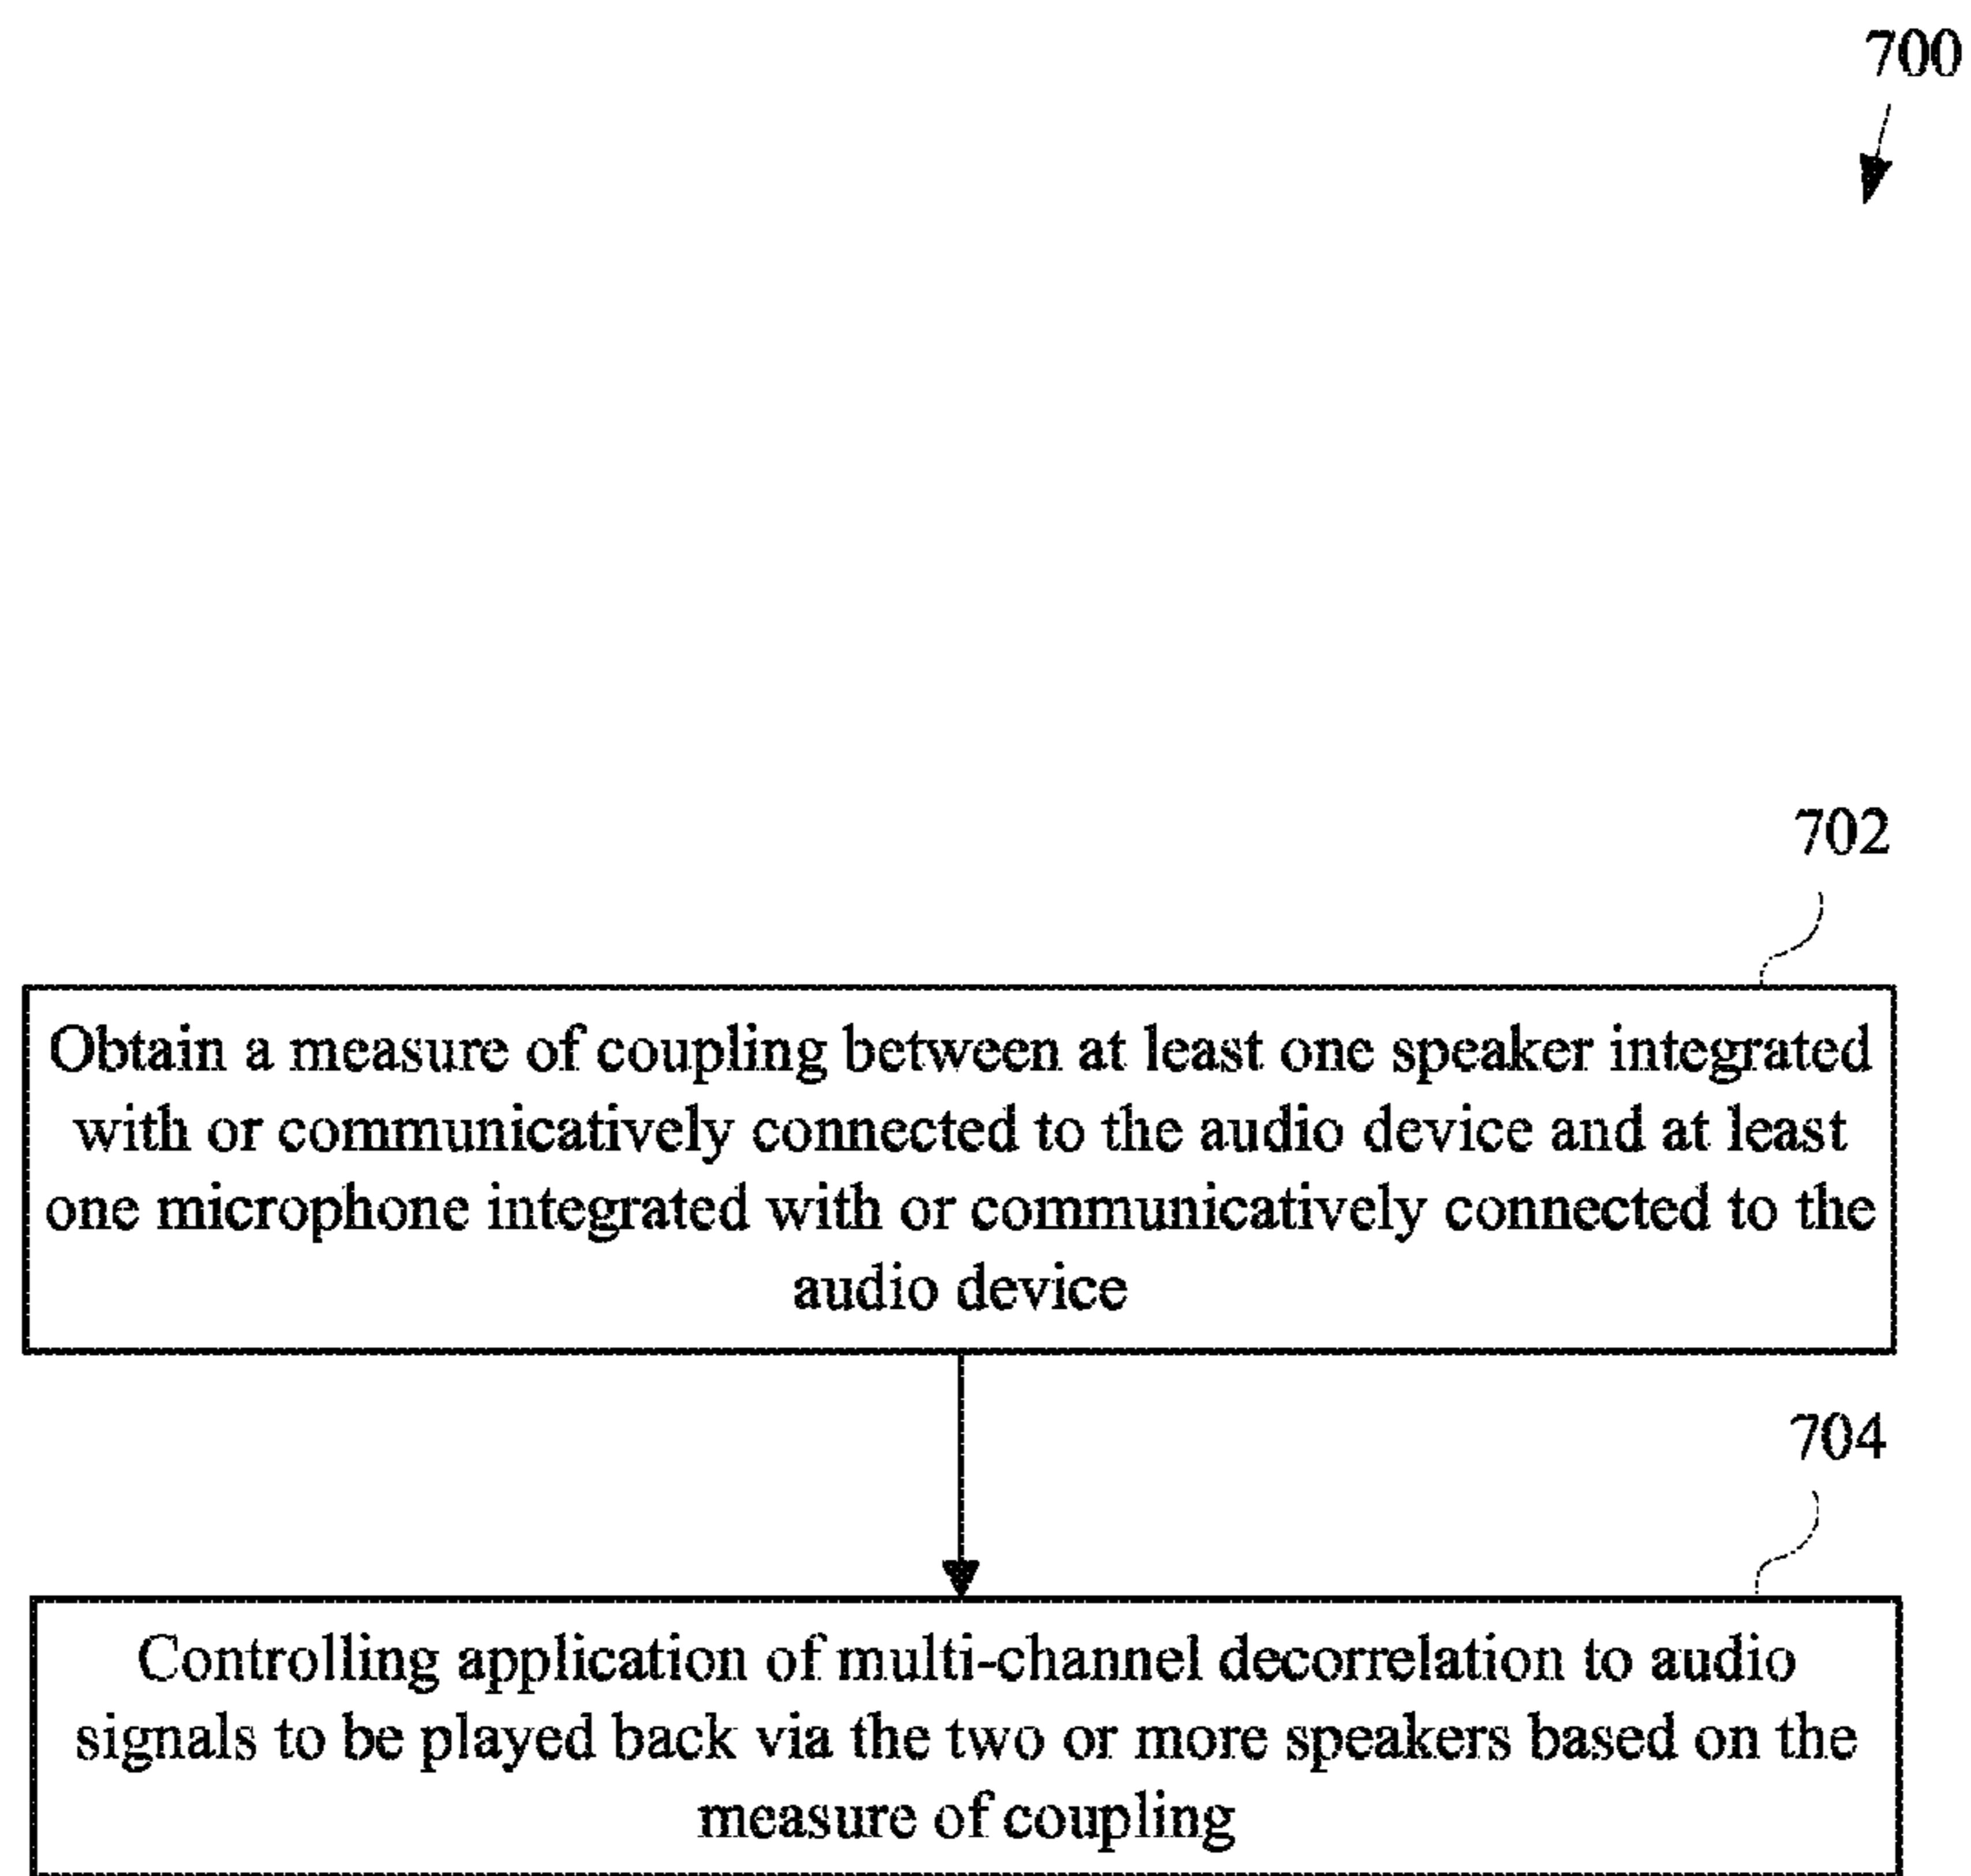 700
702
Obtain a measure of coupling between at least one speaker integrated
with or communicatively connected to the audio device and at least
one microphone integrated with or communicatively connected to the
audio device
704
Controlling application of multi-channel decorrelation to audio
signals to be played back via the two or more speakers based on the
measure of coupling